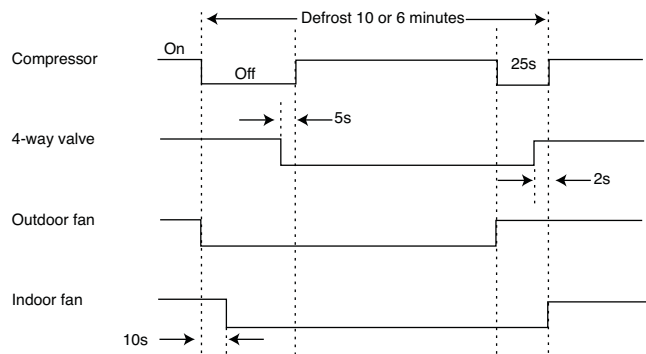 Defrost 10 or 6 minutes
On
Compressor
Off
25s
5s
4-way valve
2s
Outdoor fan
Indoor fan
10s